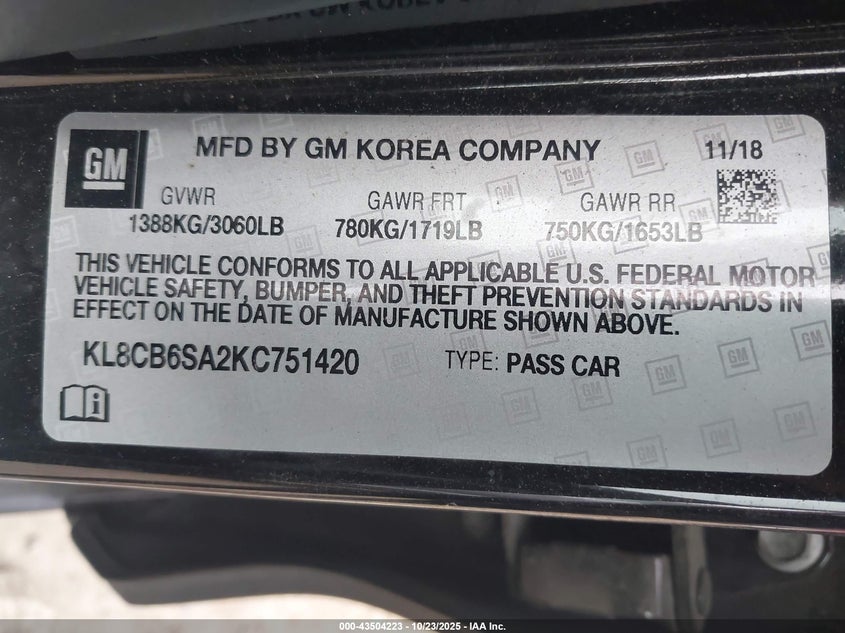 GM MFD BY GM KOREA COMPANY 11/18
GVWR GAWR FRT GAWR RR
1388KG/3060LB 780KG/1719LB 750KG/1653LB
THIS VEHICLE CONFORMS TO ALL APPLICABLE U.S. FEDERAL MOTOR
VEHICLE SAFETY, BUMPER, AND THEFT PREVENTION STANDARDS IN
EFFECT ON THE DATE OF MANUFACTURE SHOWN ABOVE.
KL8CB6SA2KC751420 TYPE: PASS CAR
000-43504223 - 10/23/2025 - IAA Inc.